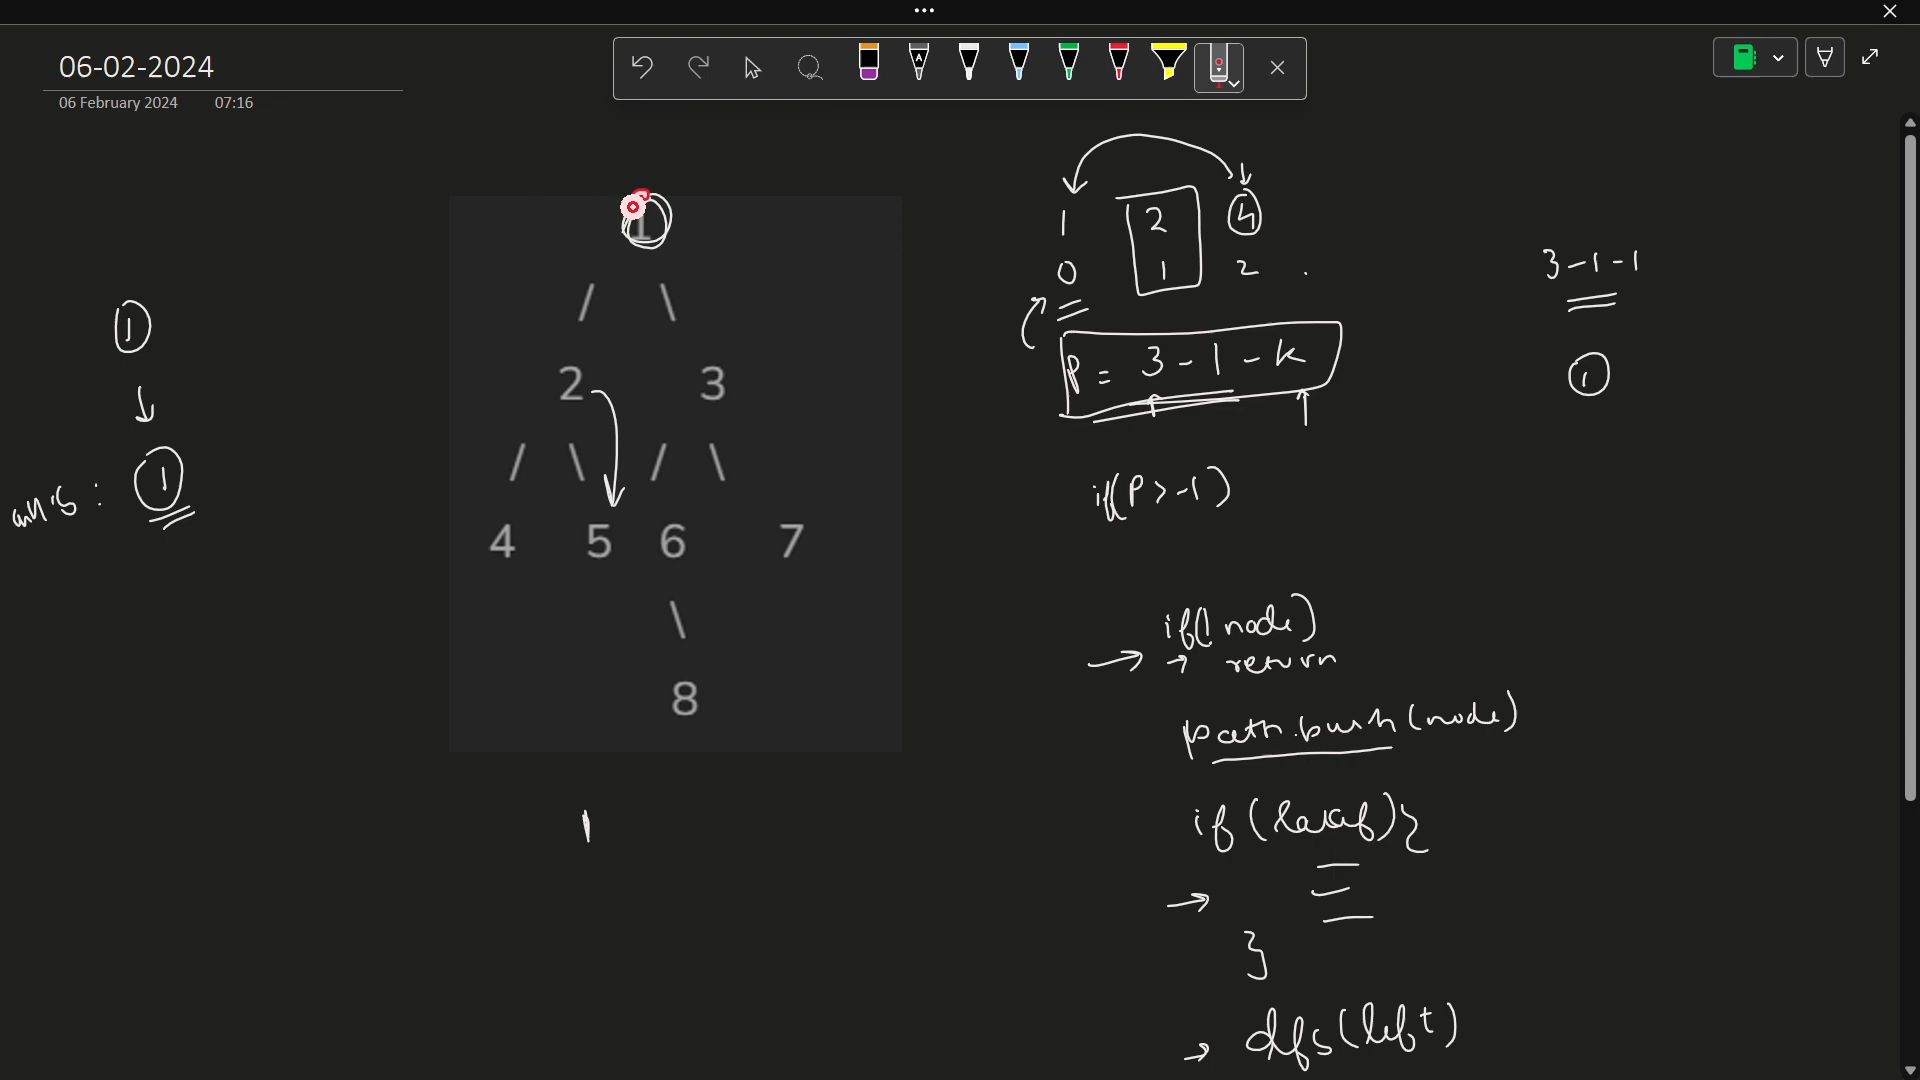 06-02-2024
06 February 2024 07:16
1
2 3
4 5 6 7
8
1
ans :
1
1 2 4
0 1 2 .
P = 3 - 1 - k
if(P > -1)
3 - 1 - 1
1
if(! node)
→ return
path.push(node)
if (leaf) {
}
→ dfs(left)